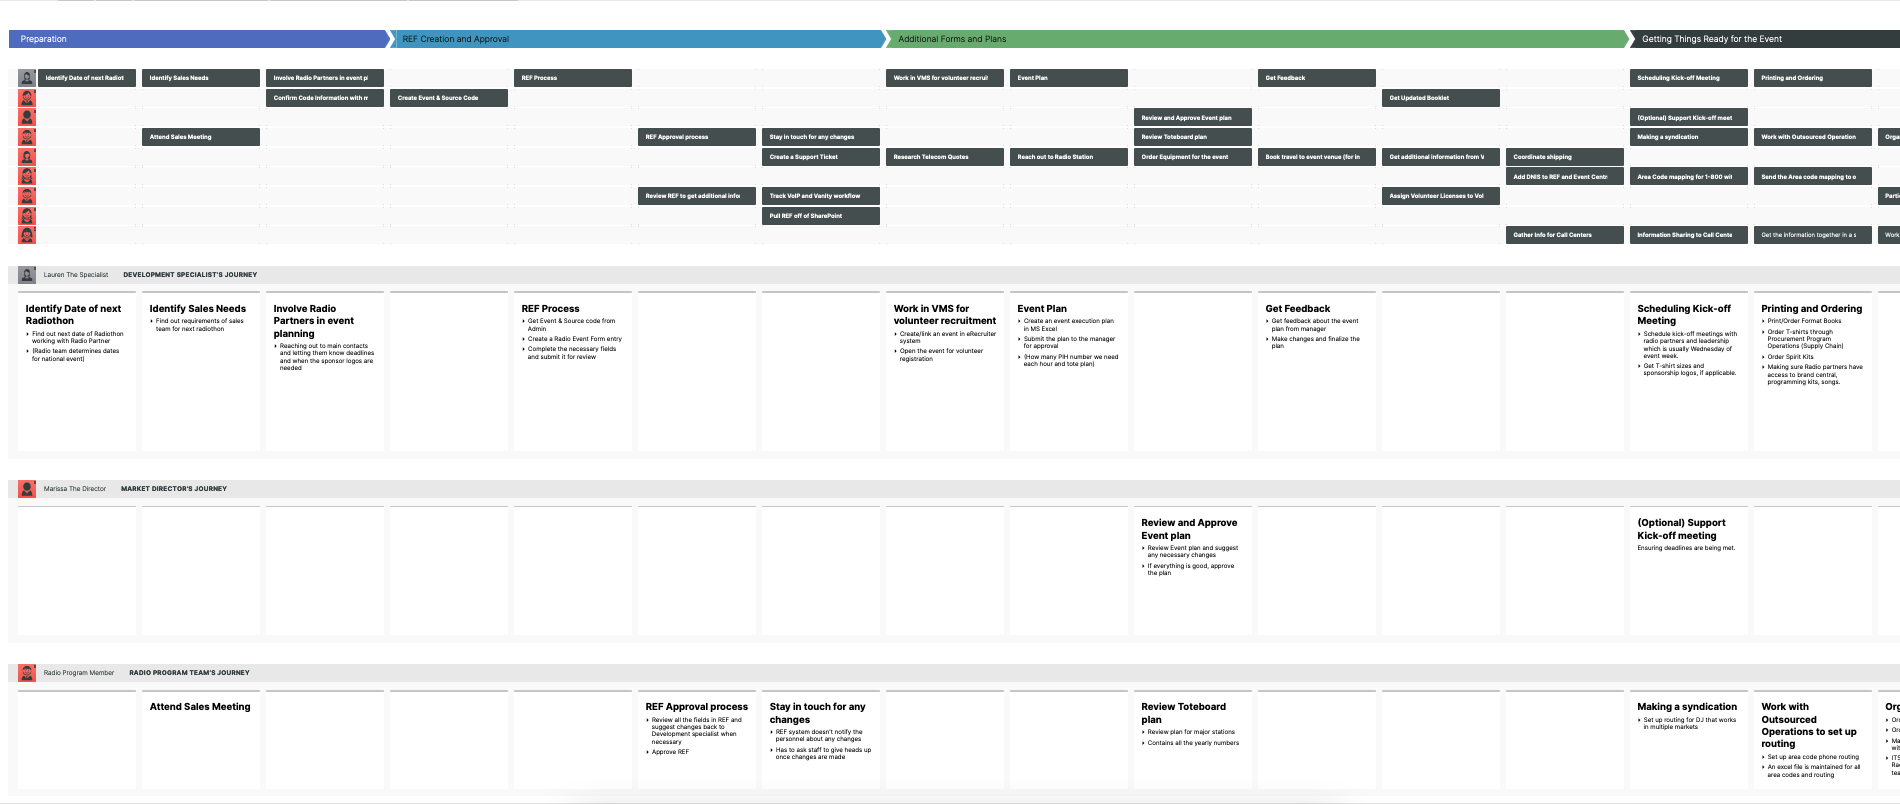 Preparation
REF Creation and Approval
Additional Forms and Plans
Getting Things Ready for the Event
Identify Date of next Radiot
Identify Sales Needs
Involve Radio Partners in event pl
REF Process
Work in VMS for volunteer recruit
Event Plan
Get Feedback
Scheduling Kick-off Meeting
Printing and Ordering
Confirm Code Information with m
Create Event & Source Code
Get Updated Booklet
Review and Approve Event plan
(Optional) Support Kick-off meet
Attend Sales Meeting
REF Approval process
Stay in touch for any changes
Review Toteboard plan
Making a syndication
Work with Outsourced Operation
Orga
Create a Support Ticket
Research Telecom Quotes
Reach out to Radio Station
Order Equipment for the event
Book travel to event venue (for in
Get additional information from V
Coordinate shipping
Add DNIS to REF and Event Centr
Area Code mapping for 1-800 wit
Send the Area code mapping to o
Review REF to get additional info
Track VoIP and Vanity workflow
Assign Volunteer Licenses to Vol
Parti
Pull REF off of SharePoint
Gather Info for Call Centers
Information Sharing to Call Cente
Get the information together in a s
Work
Lauren The Specialist
DEVELOPMENT SPECIALIST'S JOURNEY
Identify Date of next
Radiothon
Find out next date of Radiothon
working with Radio Partner
(Radio team determines dates
for national event)
Identify Sales Needs
Find out requirements of sales
team for next radiothon
Involve Radio
Partners in event
planning
Reaching out to main contacts
and letting them know deadlines
and when the sponsor logos are
needed
REF Process
Get Event & Source code from
Admin
Create a Radio Event Form entry
Complete the necessary fields
and submit it for review
Work in VMS for
volunteer recruitment
Create/link an event in eRecruiter
system
Open the event for volunteer
registration
Event Plan
Create an event execution plan
in MS Excel
Submit the plan to the manager
for approval
(How many PIH number we need
each hour and tote plan)
Get Feedback
Get feedback about the event
plan from manager
Make changes and finalize the
plan
Scheduling Kick-off
Meeting
Schedule kick-off meetings with
radio partners and leadership
which is usually Wednesday of
event week.
Get T-shirt sizes and
sponsorship logos, if applicable.
Printing and Ordering
Print/Order Format Books
Order T-shirts through
Procurement Program
Operations (Supply Chain)
Order Spirit Kits
Making sure Radio partners have
access to brand central,
programming kits, songs.
Marissa The Director
MARKET DIRECTOR'S JOURNEY
Review and Approve
Event plan
Review Event plan and suggest
any necessary changes
If everything is good, approve
the plan
(Optional) Support
Kick-off meeting
Ensuring deadlines are being met.
Radio Program Member
RADIO PROGRAM TEAM'S JOURNEY
Attend Sales Meeting
REF Approval process
Review all the fields in REF and
suggest changes back to
Development specialist when
necessary
Approve REF
Stay in touch for any
changes
REF system doesn't notify the
personnel about any changes
Has to ask staff to give heads up
once changes are made
Review Toteboard
plan
Review plan for major stations
Contains all the yearly numbers
Making a syndication
Set up routing for DJ that works
in multiple markets
Work with
Outsourced
Operations to set up
routing
Set up area code phone routing
An excel file is maintained for all
area codes and routing
Org
Orc
Orc
Ma
wit
ITS
Rac
tea